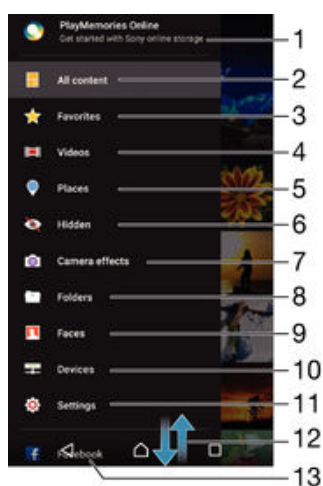 PlayMemories Online
Get started with Sony online storage
1
All content
2
Favorites
3
Videos
4
Places
5
Hidden
6
Camera effects
7
Folders
8
Faces
9
Devices
10
Settings
11
12
Facebook
13